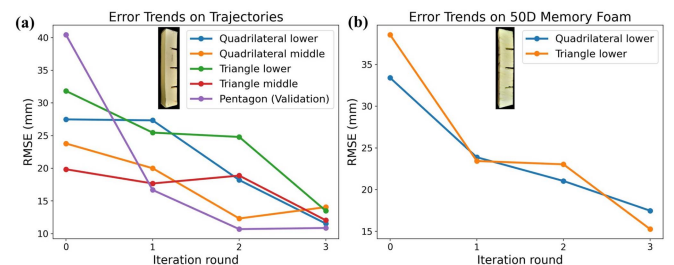 (a)
Error Trends on Trajectories
40
35
30
25
20
15
10
RMSE (mm)
Quadrilateral lower
Quadrilateral middle
Triangle lower
Triangle middle
Pentagon (Validation)
0 1 2 3
Iteration round
(b)
Error Trends on 50D Memory Foam
35
30
25
20
15
RMSE (mm)
Quadrilateral lower
Triangle lower
0 1 2 3
Iteration round